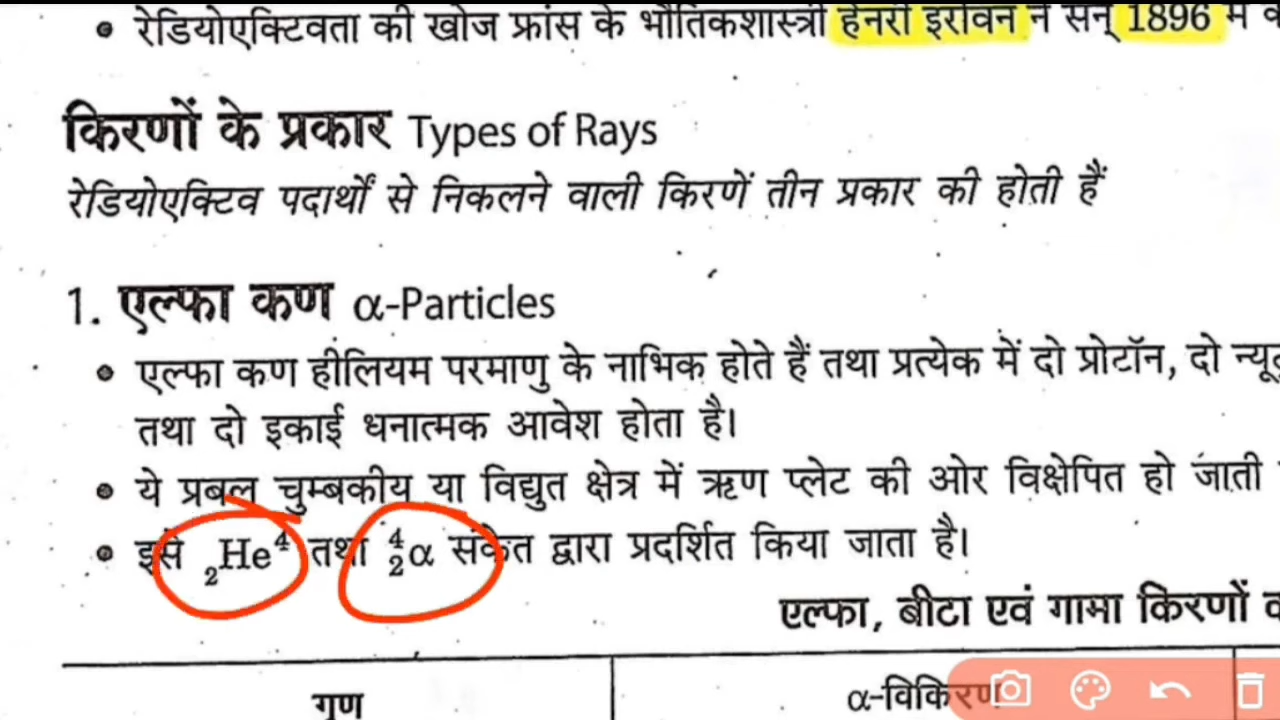 • रेडियोएक्टिवता की खोज फ्रांस के भौतिकशास्त्री हेनरी इरविन ने सन् 1896 में
किरणों के प्रकार Types of Rays
रेडियोएक्टिव पदार्थों से निकलने वाली किरणें तीन प्रकार की होती हैं
1. एल्फा कण α-Particles
• एल्फा कण हीलियम परमाणु के नाभिक होते हैं तथा प्रत्येक में दो प्रोटॉन, दो
तथा दो इकाई धनात्मक आवेश होता है।
• ये प्रबल चुम्बकीय या विद्युत क्षेत्र में ऋण प्लेट की ओर विक्षेपित हो जाती
• इसे ₂He⁴ तथा ⁴₂α संकेत द्वारा प्रदर्शित किया जाता है।
एल्फा, बीटा एवं गामा किरणों
गुण
α-विकिरण